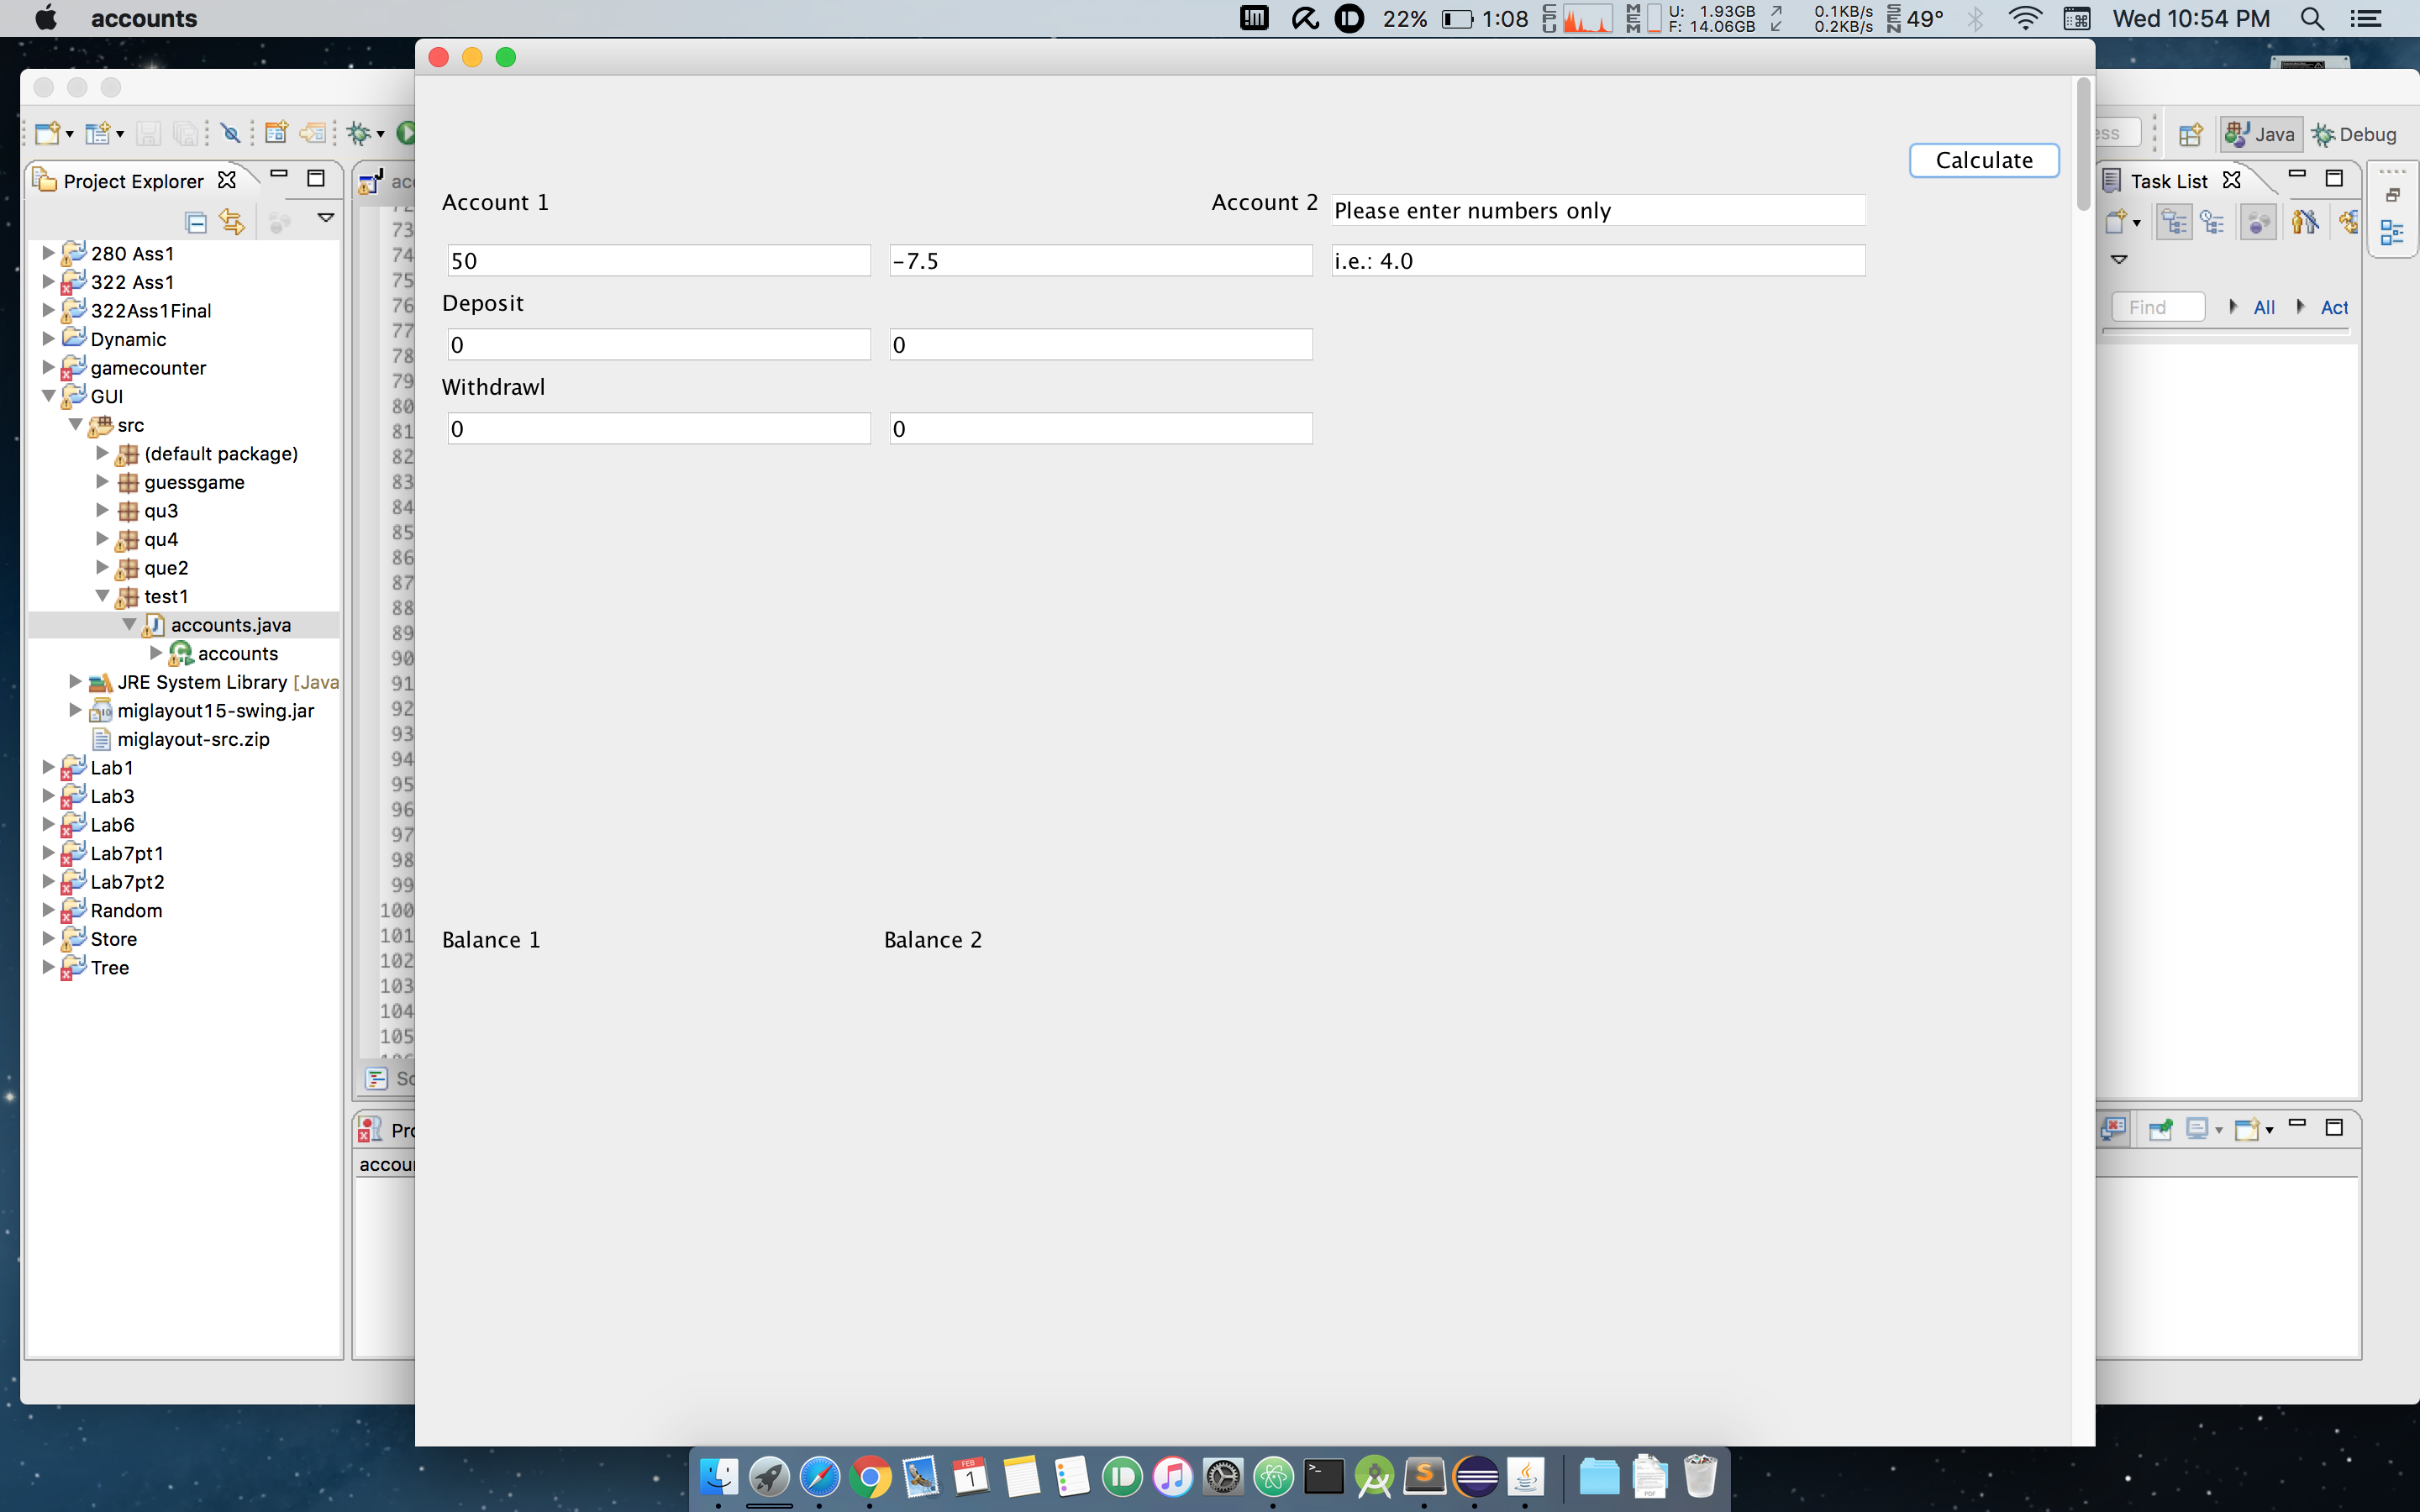 accounts
22% 1:08 CPU MEM U: 1.93GB 0.1KB/s SEN 49° Wed 10:54 PM
F: 14.06GB 0.2KB/s
Java Debug
Project Explorer
280 Ass1
322 Ass1
322Ass1Final
Dynamic
gamecounter
GUI
src
(default package)
guessgame
qu3
qu4
que2
test1
accounts.java
accounts
JRE System Library [Java
miglayout15-swing.jar
miglayout-src.zip
Lab1
Lab3
Lab6
Lab7pt1
Lab7pt2
Random
Store
Tree
73
74
75
76
77
78
79
80
81
82
83
84
85
86
87
88
89
90
91
92
93
94
95
96
97
98
99
100
101
102
103
104
105
Calculate
Account 1 Account 2 Please enter numbers only
50 -7.5 i.e.: 4.0
Deposit
0 0
Withdrawl
0 0
Balance 1 Balance 2
Task List
Find All Act
FEB
1
PDF